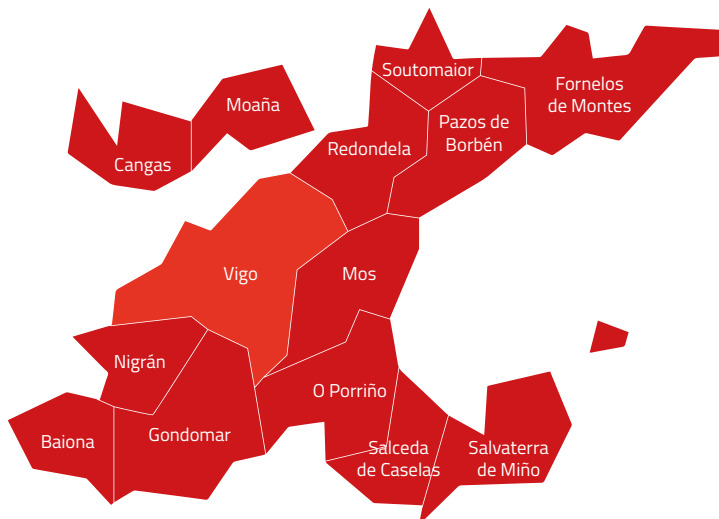 Soutomaior
Fornelos
de Montes
Moaña
Pazos de
Borbén
Redondela
Cangas
Vigo
Mos
Nigrán
O Porriño
Baiona
Gondomar
Salceda
de Caselas
Salvaterra
de Miño